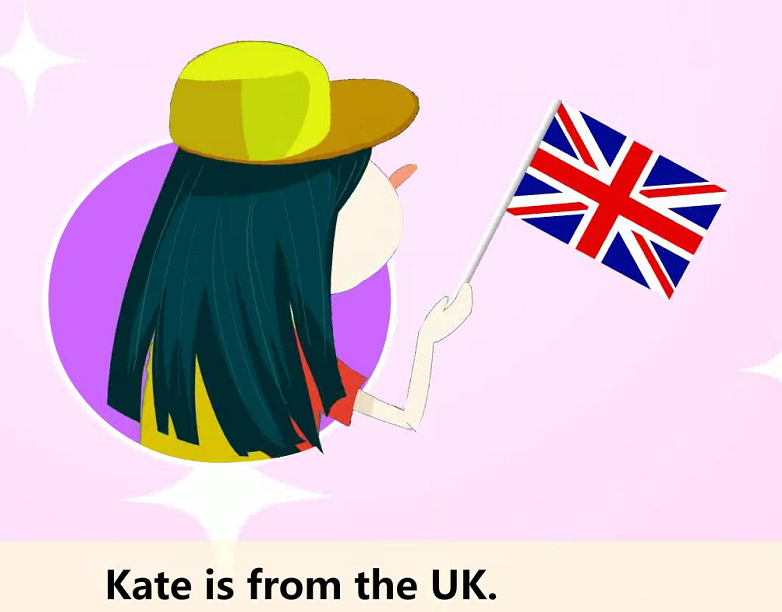 Kate is from the UK.